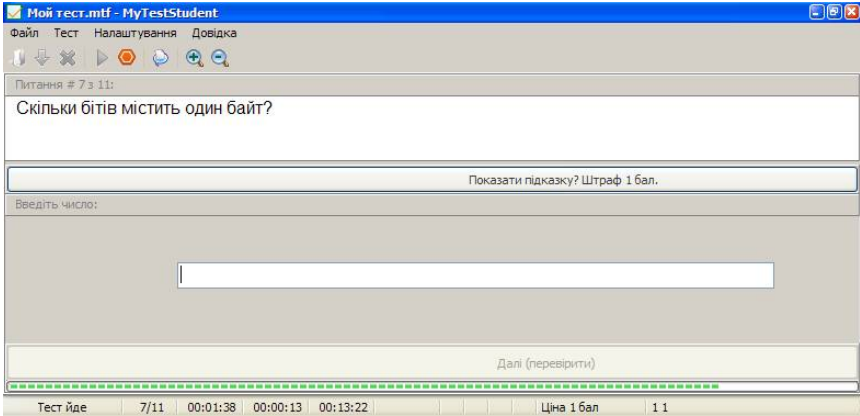 Мой тест.mtf - MyTestStudent
Файл Тест Налаштування Довідка
Питання # 7 з 11:
Скільки бітів містить один байт?
Показати підказку? Штраф 1 бал.
Введіть число:
Далі (перевірити)
Тест йде 7/11 00:01:38 00:00:13 00:13:22 Ціна 1 бал 1 1